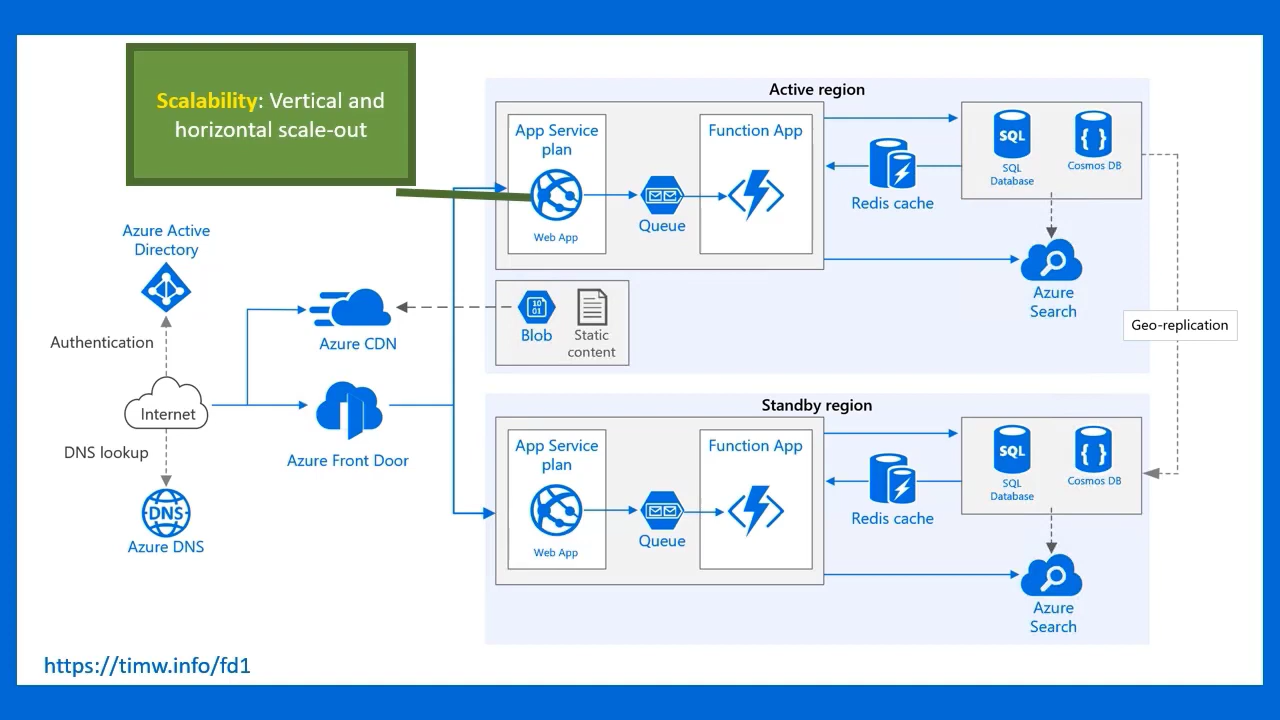 Scalability: Vertical and
horizontal scale-out
Active region
App Service
plan
Web App
Queue
Function App
Redis cache
SQL
SQL
Database
{ }
Cosmos DB
Azure
Search
Azure Active
Directory
Authentication
Internet
DNS lookup
DNS
Azure DNS
Azure CDN
Azure Front Door
10
01
Blob
Static
content
Geo-replication
Standby region
App Service
plan
Web App
Queue
Function App
Redis cache
SQL
SQL
Database
{ }
Cosmos DB
Azure
Search
https://timw.info/fd1